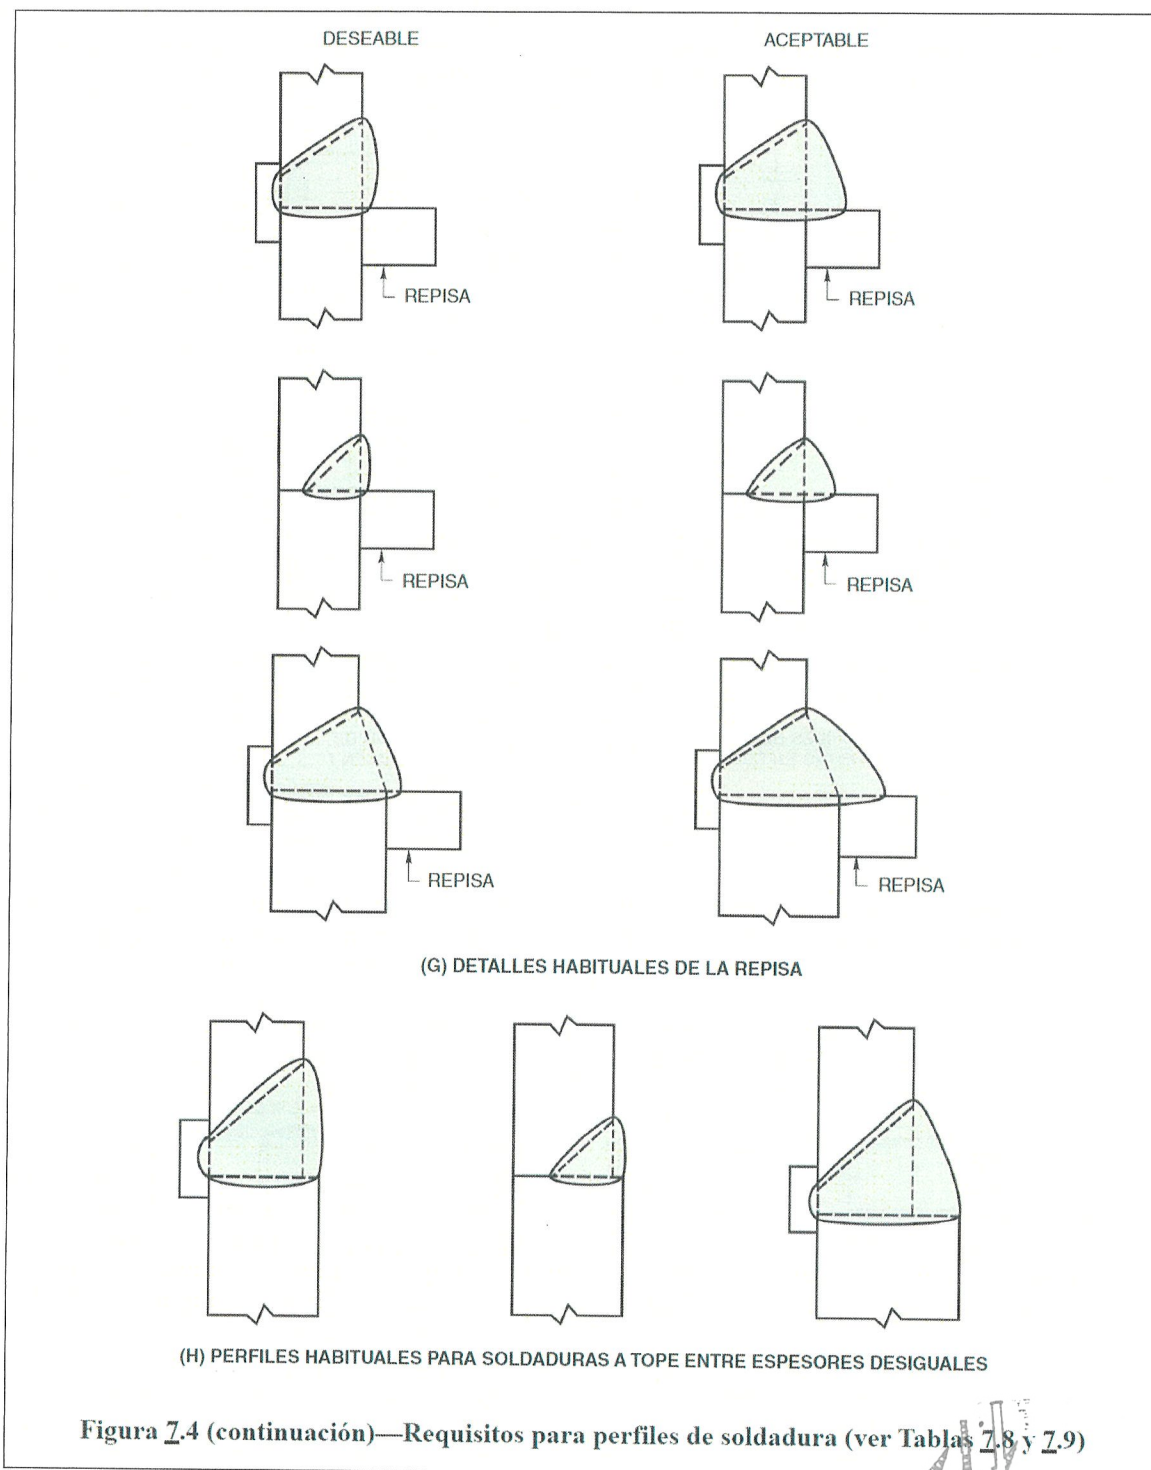 DESEABLE
ACEPTABLE
REPISA
REPISA
REPISA
REPISA
REPISA
REPISA
(G) DETALLES HABITUALES DE LA REPISA
(H) PERFILES HABITUALES PARA SOLDADURAS A TOPE ENTRE ESPESORES DESIGUALES
Figura 7.4 (continuación)—Requisitos para perfiles de soldadura (ver Tablas 7.8 y 7.9)